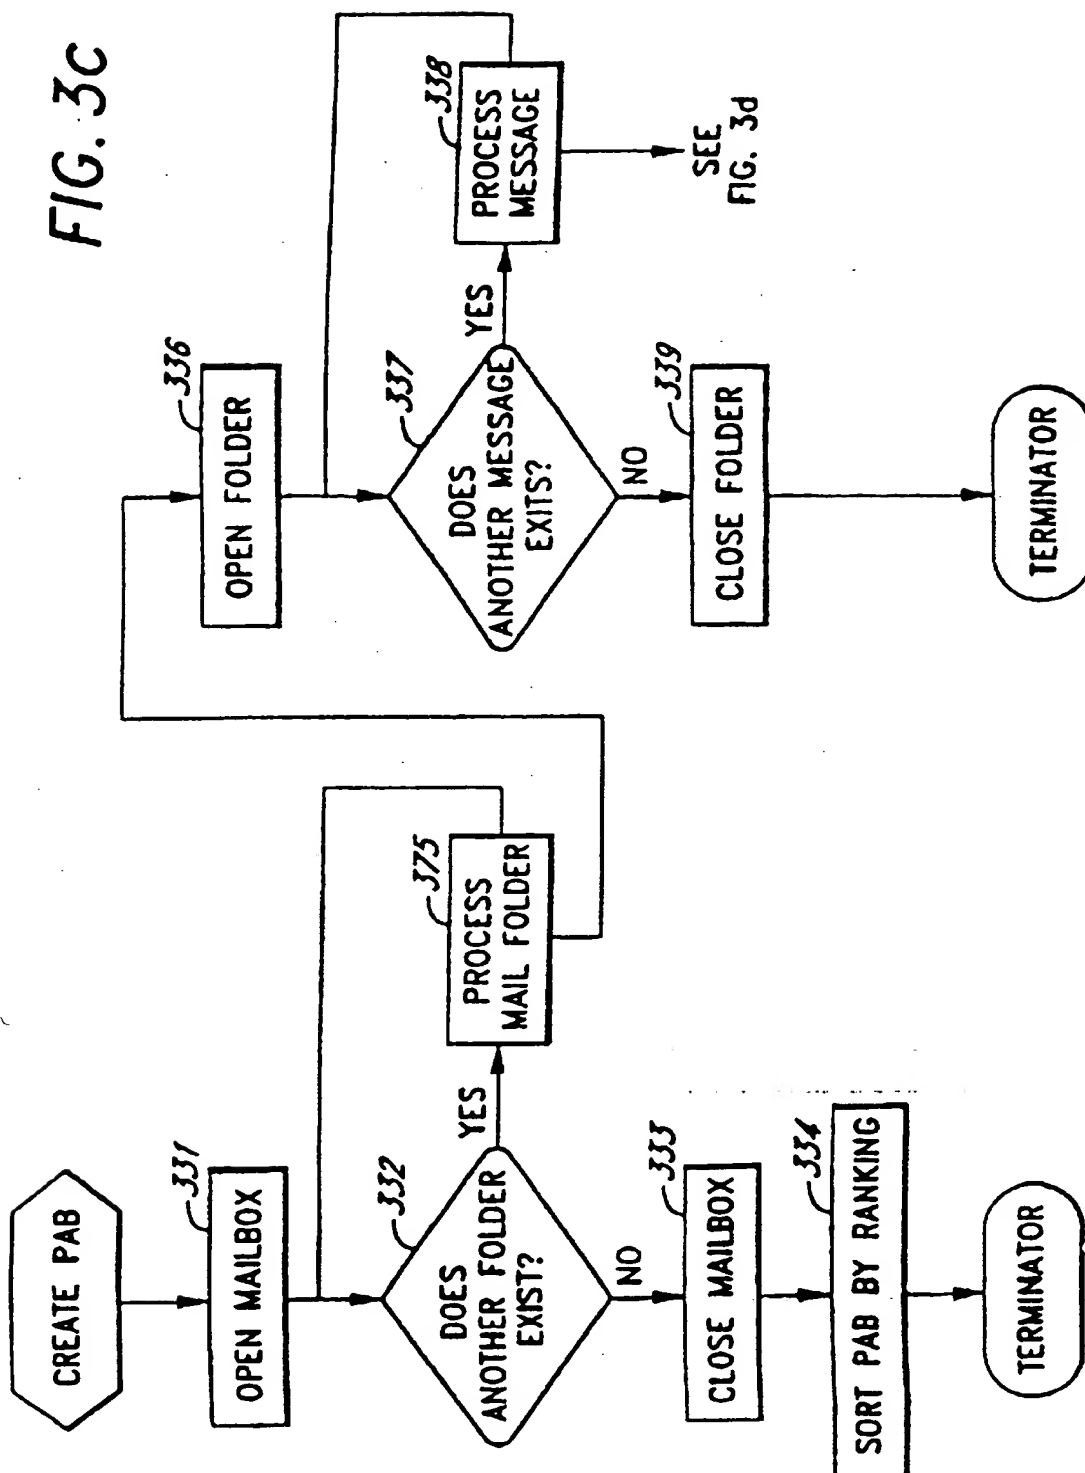 FIG. 3c
CREATE PAB
331
OPEN MAILBOX
332
DOES
ANOTHER FOLDER
EXIST?
YES
NO
375
PROCESS
MAIL FOLDER
333
CLOSE MAILBOX
334
SORT PAB BY RANKING
TERMINATOR
336
OPEN FOLDER
337
DOES
ANOTHER MESSAGE
EXITS?
YES
NO
338
PROCESS
MESSAGE
SEE
FIG. 3d
339
CLOSE FOLDER
TERMINATOR